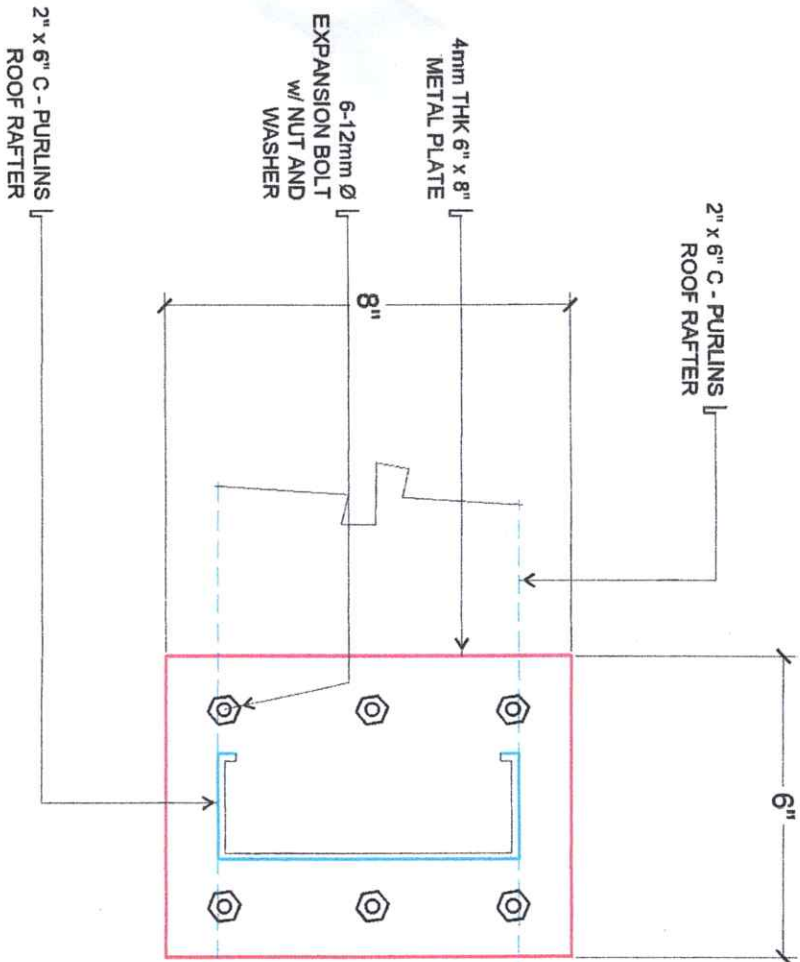 2" x 6" C - PURLINS
ROOF RAFTER
6"
8"
4mm THK 6" x 8"
METAL PLATE
6-12mm Ø
EXPANSION BOLT
w/ NUT AND
WASHER
2" x 6" C - PURLINS
ROOF RAFTER